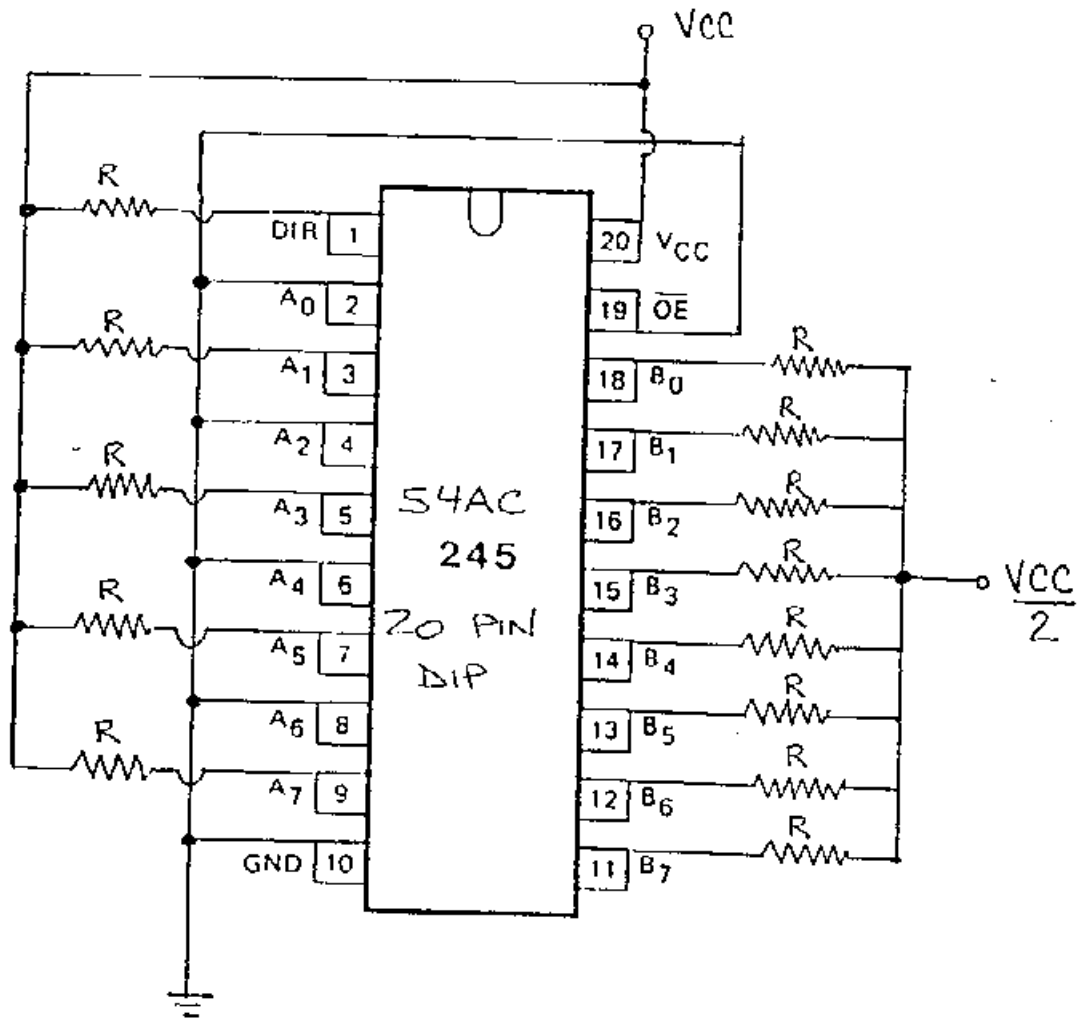 VCC
R
DIR 1
20 VCC
A0 2
19 OE
R
A1 3
18 B0
R
A2 4
17 B1
R
R
A3 5
16 B2
R
54AC
245
20 PIN
DIP
A4 6
15 B3
R
VCC
2
R
A5 7
14 B4
R
A6 8
13 B5
R
R
A7 9
12 B6
R
GND 10
11 B7
R